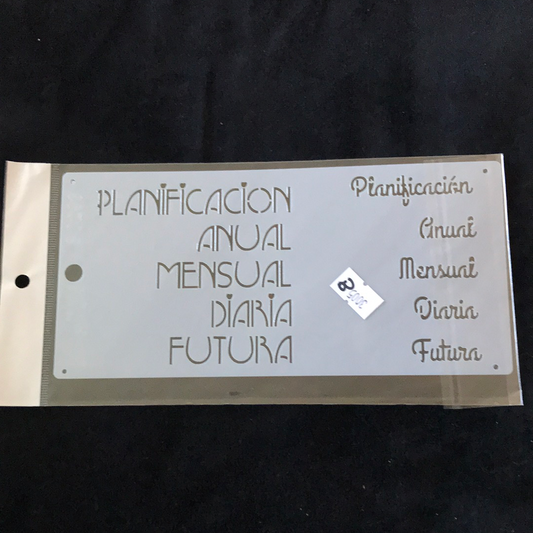 PLANIFICACION
ANUAL
MENSUAL
DIARIA
FUTURA
Planificación
Anual
Mensual
Diaria
Futura